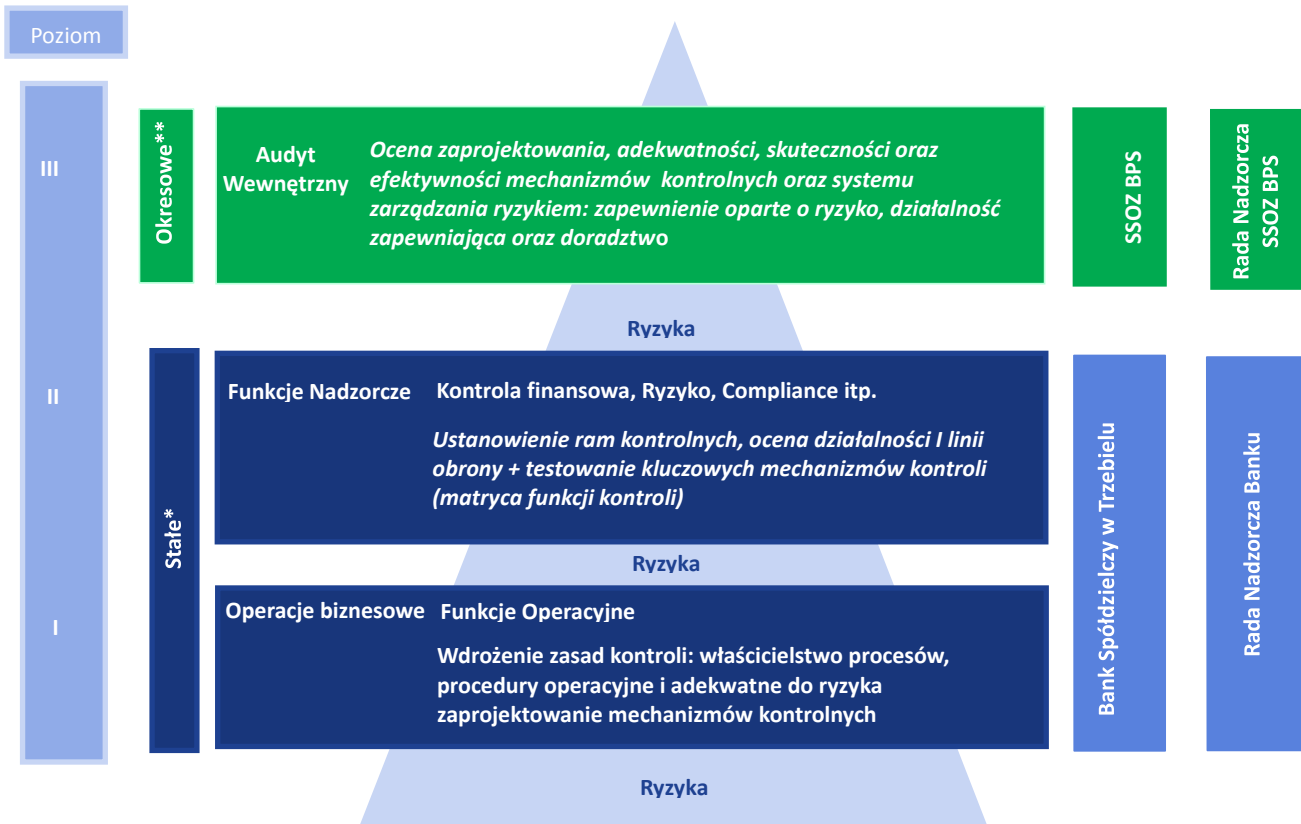 Poziom
III
Okresowe**
Audyt
Wewnętrzny
Ocena zaprojektowania, adekwatności, skuteczności oraz
efektywności mechanizmów kontrolnych oraz systemu
zarządzania ryzykiem: zapewnienie oparte o ryzyko, działalność
zapewniająca oraz doradztwo
SSOZ BPS
Rada Nadzorcza
SSOZ BPS
Ryzyka
II
Stałe*
Funkcje Nadzorcze
Kontrola finansowa, Ryzyko, Compliance itp.
Ustanowienie ram kontrolnych, ocena działalności I linii
obrony + testowanie kluczowych mechanizmów kontroli
(matryca funkcji kontroli)
Bank Spółdzielczy w Trzebielu
Rada Nadzorcza Banku
Ryzyka
I
Operacje biznesowe
Funkcje Operacyjne
Wdrożenie zasad kontroli: właścicielstwo procesów,
procedury operacyjne i adekwatne do ryzyka
zaprojektowanie mechanizmów kontrolnych
Ryzyka